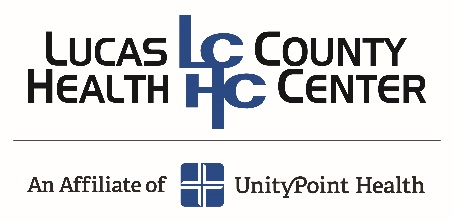 LUCAS LC COUNTY
HEALTH HC CENTER
An Affiliate of UnityPoint Health